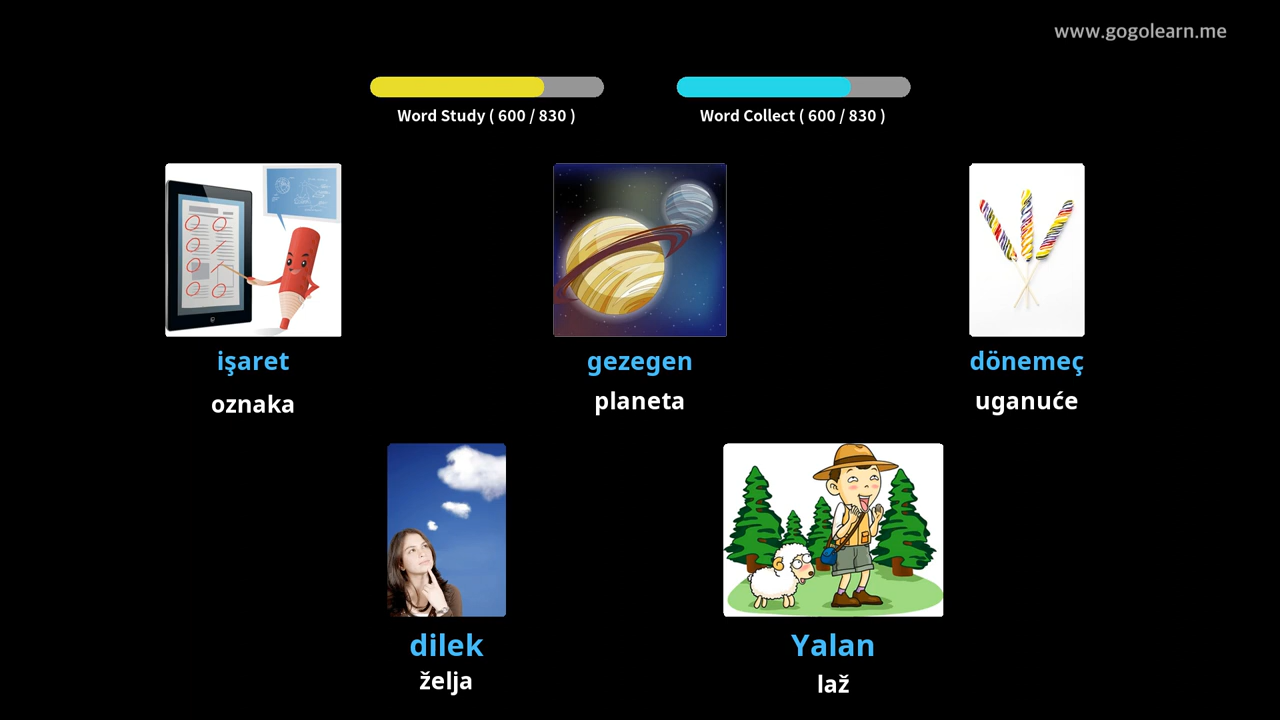 www.gogolearn.me
Word Study ( 600 / 830 )
Word Collect ( 600 / 830 )
işaret
oznaka
gezegen
planeta
dönemeç
uganuće
dilek
želja
Yalan
laž